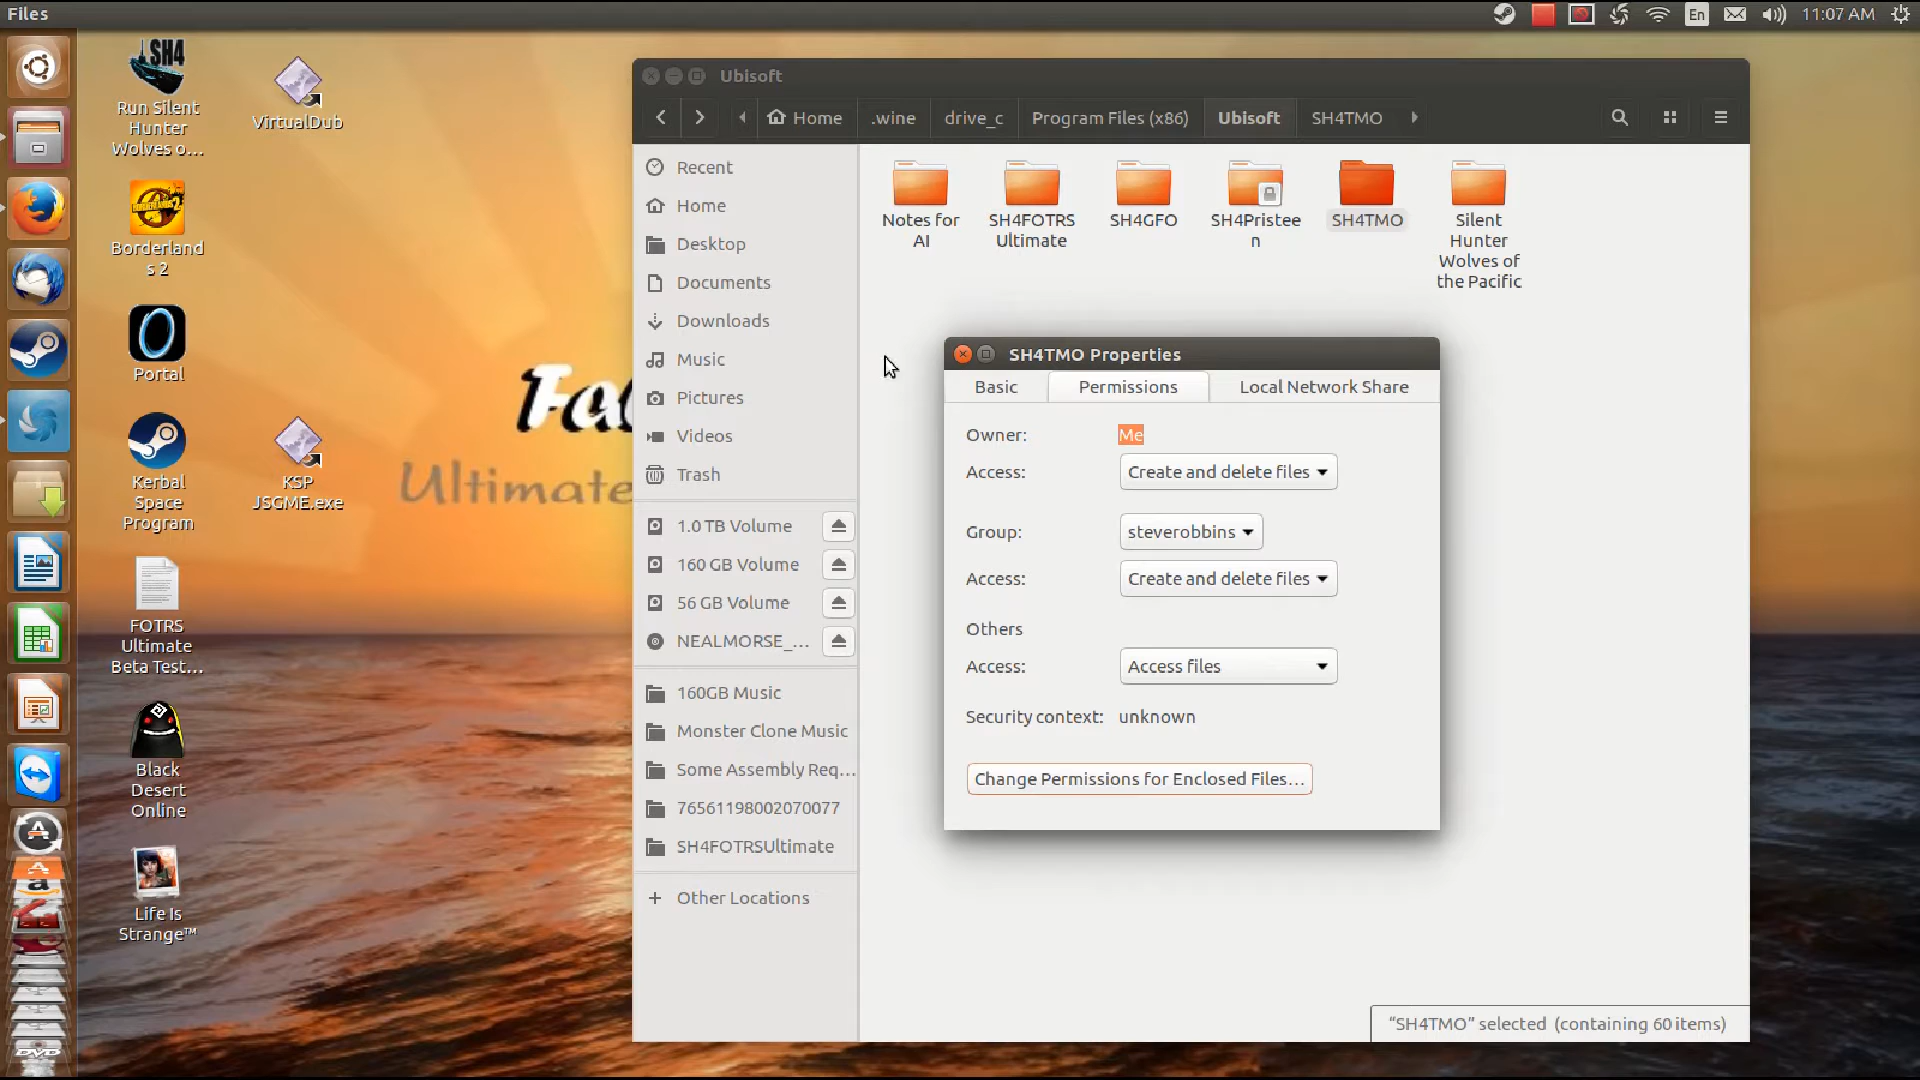 Files
En
11:07 AM
SH4
Run Silent
Hunter
Wolves o...
VirtualDub
Borderland
s 2
Portal
Kerbal
Space
Program
KSP
JSGME.exe
FOTRS
Ultimate
Beta Test...
Black
Desert
Online
Life Is
Strange™
Ultimate
Ubisoft
Home
.wine
drive_c
Program Files (x86)
Ubisoft
SH4TMO
Recent
Home
Desktop
Documents
Downloads
Music
Pictures
Videos
Trash
1.0 TB Volume
160 GB Volume
56 GB Volume
NEALMORSE_...
160GB Music
Monster Clone Music
Some Assembly Req...
76561198002070077
SH4FOTRSUltimate
Other Locations
Notes for
AI
SH4FOTRS
Ultimate
SH4GFO
SH4Pristee
n
SH4TMO
Silent
Hunter
Wolves of
the Pacific
SH4TMO Properties
Basic
Permissions
Local Network Share
Owner: Me
Access: Create and delete files
Group: steverobbins
Access: Create and delete files
Others
Access: Access files
Security context: unknown
Change Permissions for Enclosed Files...
“SH4TMO” selected (containing 60 items)
DVD